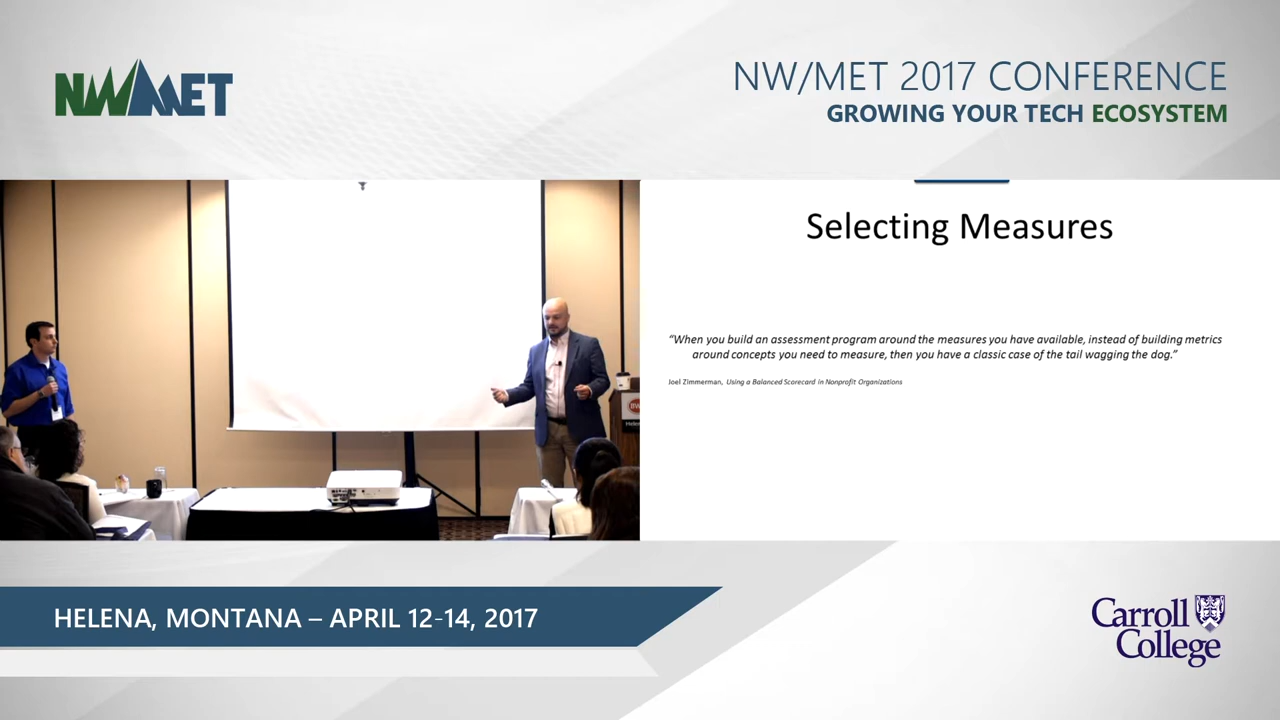 NWMET
NW/MET 2017 CONFERENCE
GROWING YOUR TECH ECOSYSTEM
Selecting Measures
“When you build an assessment program around the measures you have available, instead of building metrics
around concepts you need to measure, then you have a classic case of the tail wagging the dog.”
Joel Zimmerman, Using a Balanced Scorecard in Nonprofit Organizations
HELENA, MONTANA – APRIL 12-14, 2017
Carroll
College